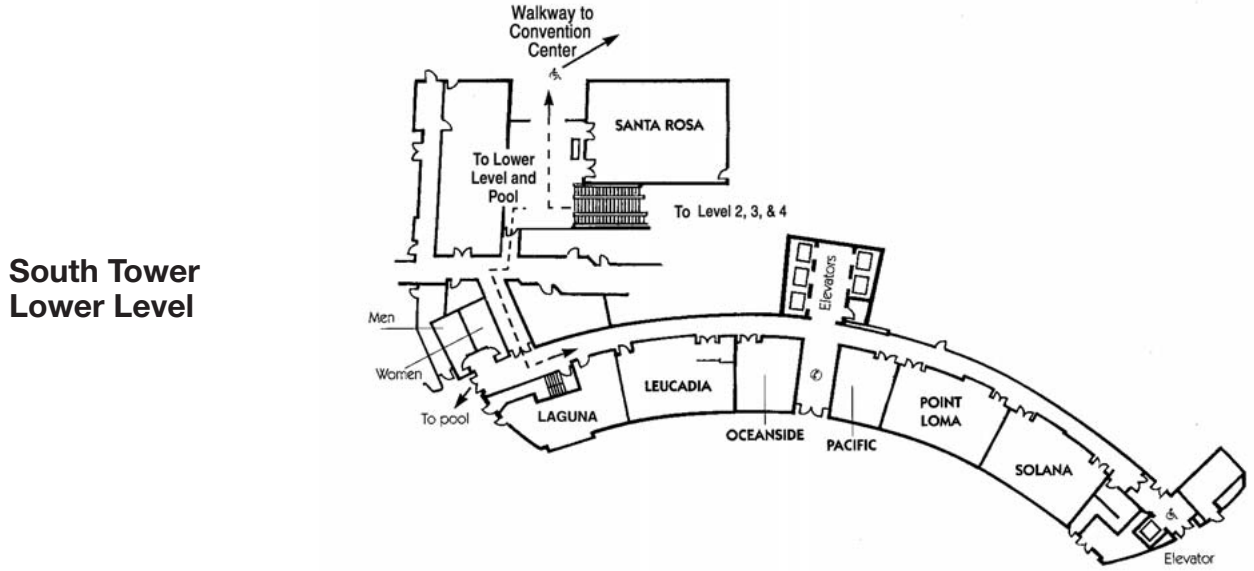 Walkway to
Convention
Center
SANTA ROSA
To Lower
Level and
Pool
To Level 2, 3, & 4
South Tower
Lower Level
Elevators
Men
Women
To pool
LAGUNA
LEUCADIA
OCEANSIDE
PACIFIC
POINT
LOMA
SOLANA
Elevator